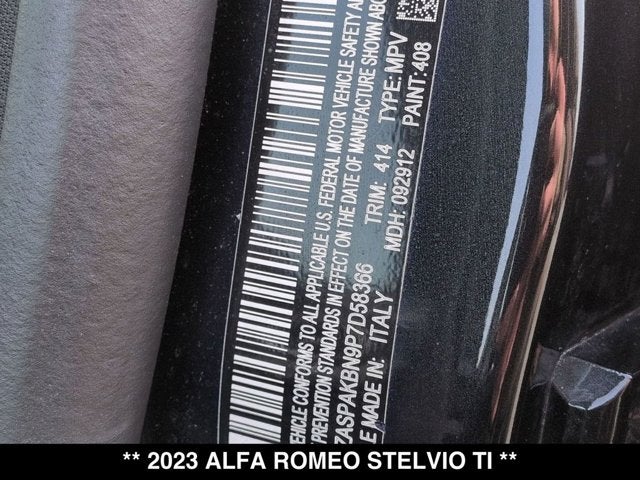 VEHICLE CONFORMS TO ALL APPLICABLE U.S. FEDERAL MOTOR VEHICLE SAFETY
PREVENTION STANDARDS IN EFFECT ON THE DATE OF MANUFACTURE SHOWN ABO
ZASPAKBN9P7D58366 TRIM: 414 TYPE: MPV
MADE IN: ITALY MDH: 092912 PAINT: 408
** 2023 ALFA ROMEO STELVIO TI **